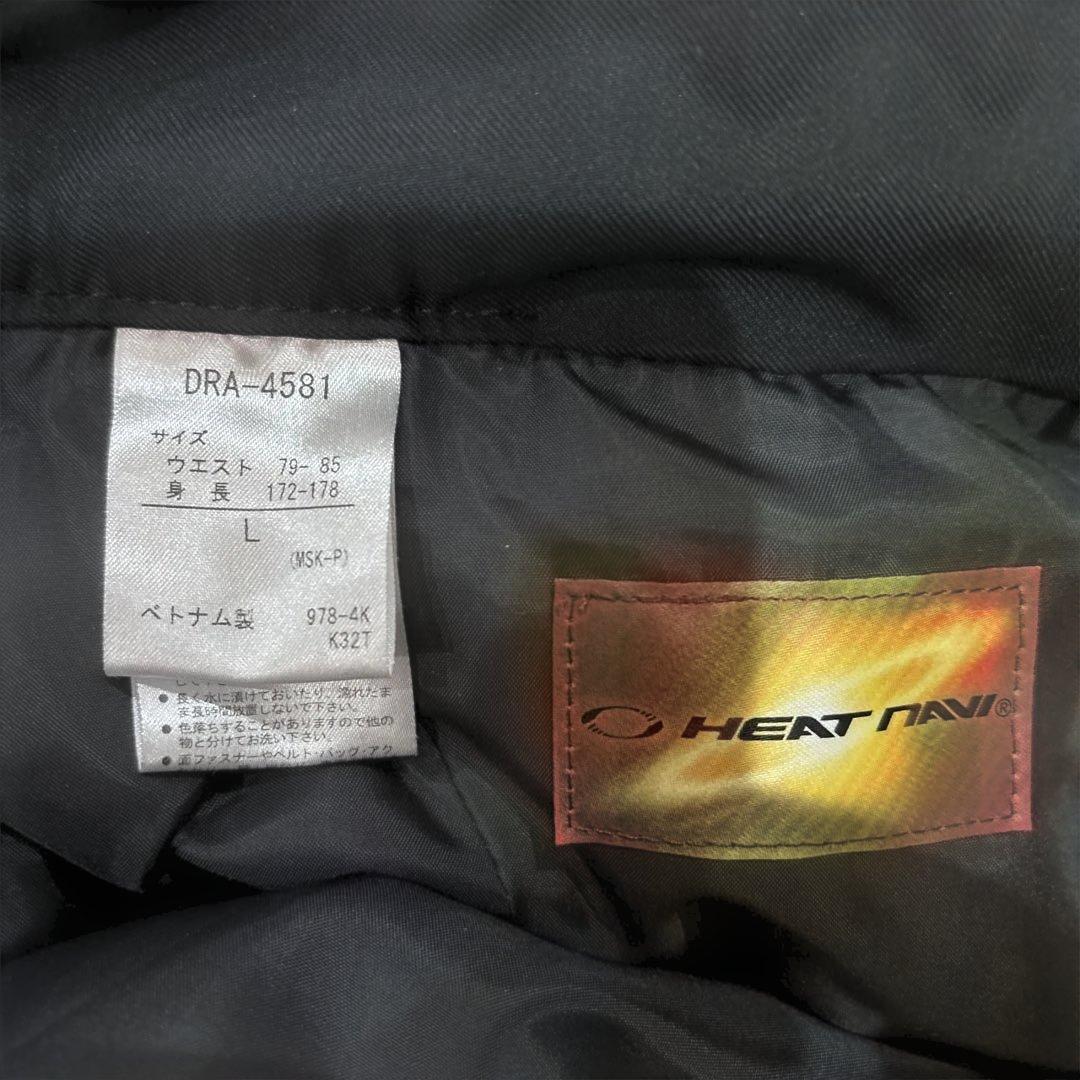 DRA-4581
サイズ
ウエスト 79- 85
身 長 172-178
L
(MSK-P)
ベトナム製 978-4K
K32T
● 長く水に漬けておいたり、濡れたま
ま長時間放置しないで下さい。
● 色落ちすることがありますので他の
物と分けてお洗い下さい。
● 面ファスナーやベルト・バッグ・アク
HEAT NAVI®